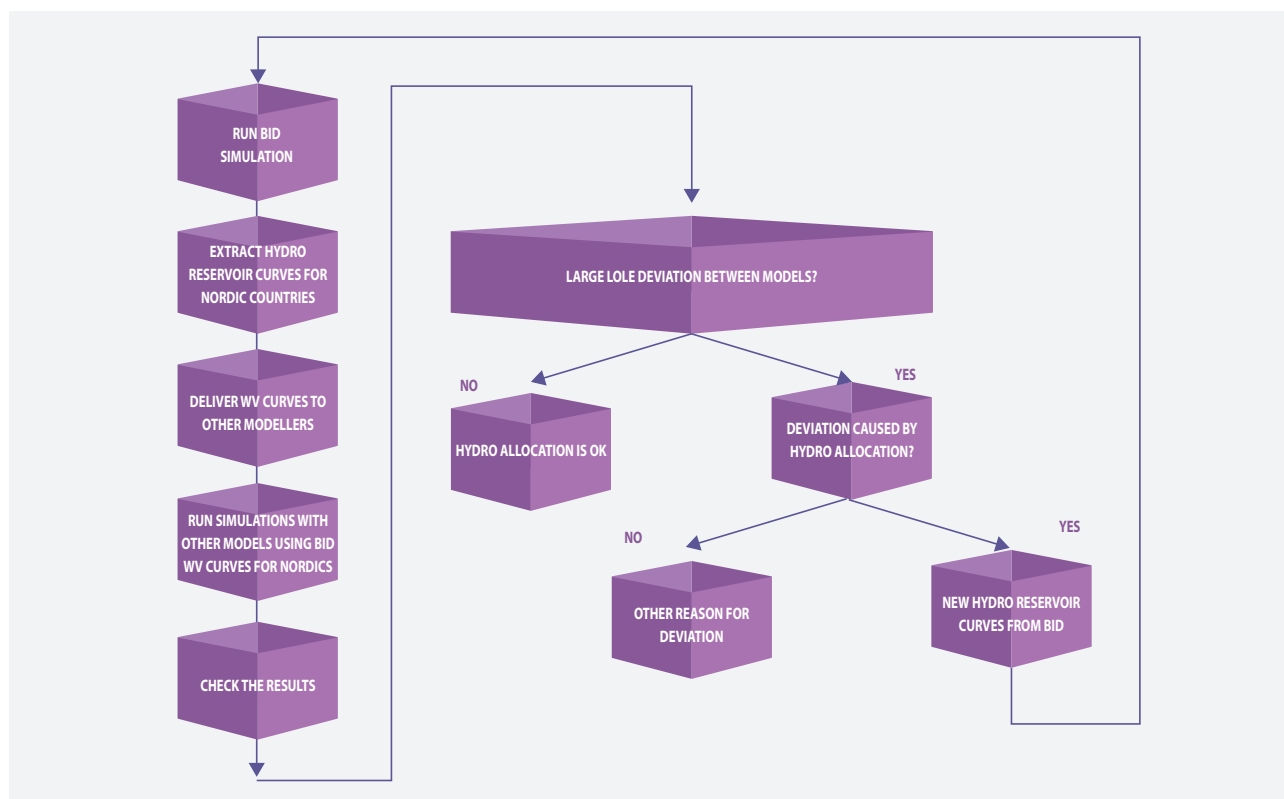 RUN BID
SIMULATION
EXTRACT HYDRO
RESERVOIR CURVES FOR
NORDIC COUNTRIES
DELIVER WV CURVES TO
OTHER MODELLERS
RUN SIMULATIONS WITH
OTHER MODELS USING BID
WV CURVES FOR NORDICS
CHECK THE RESULTS
LARGE LOLE DEVIATION BETWEEN MODELS?
NO
HYDRO ALLOCATION IS OK
YES
DEVIATION CAUSED BY
HYDRO ALLOCATION?
NO
OTHER REASON FOR
DEVIATION
YES
NEW HYDRO RESERVOIR
CURVES FROM BID